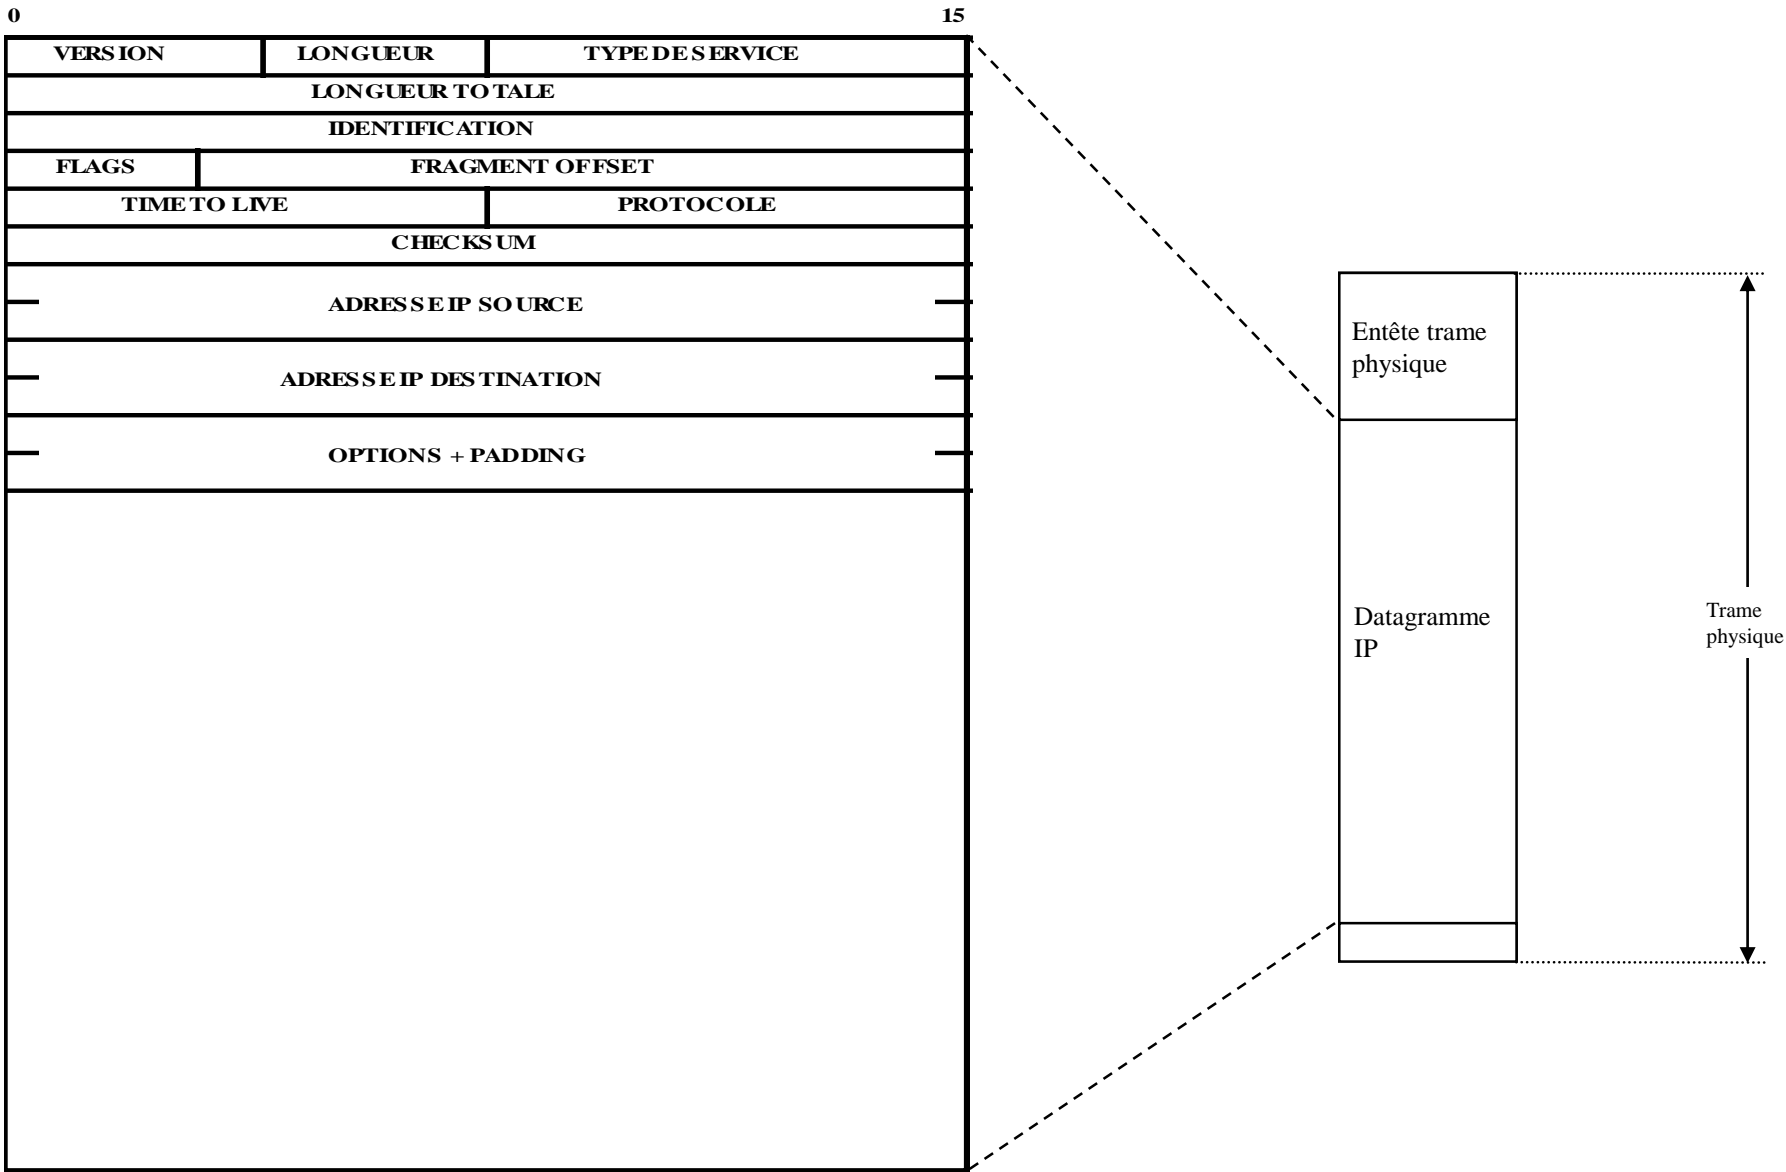 0 15
VERSION LONGUEUR TYPE DE SERVICE
LONGUEUR TOTALE
IDENTIFICATION
FLAGS FRAGMENT OFFSET
TIME TO LIVE PROTOCOLE
CHECKSUM
ADRESSE IP SOURCE
ADRESSE IP DESTINATION
OPTIONS + PADDING
Entête trame
physique
Datagramme
IP
Trame
physique